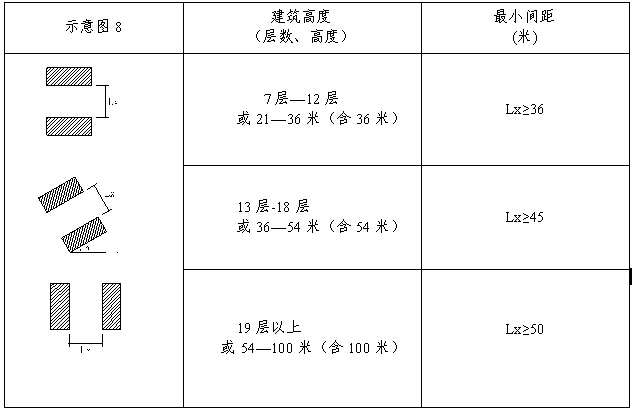 示意图 8
建筑高度
（层数、高度）
最小间距
(米)
Lx
7 层—12 层
或 21—36 米（含 36 米）
Lx≥36
Lx
13 层-18 层
或 36—54 米（含 54 米）
Lx≥45
19 层以上
或 54—100 米（含 100 米）
Lx≥50